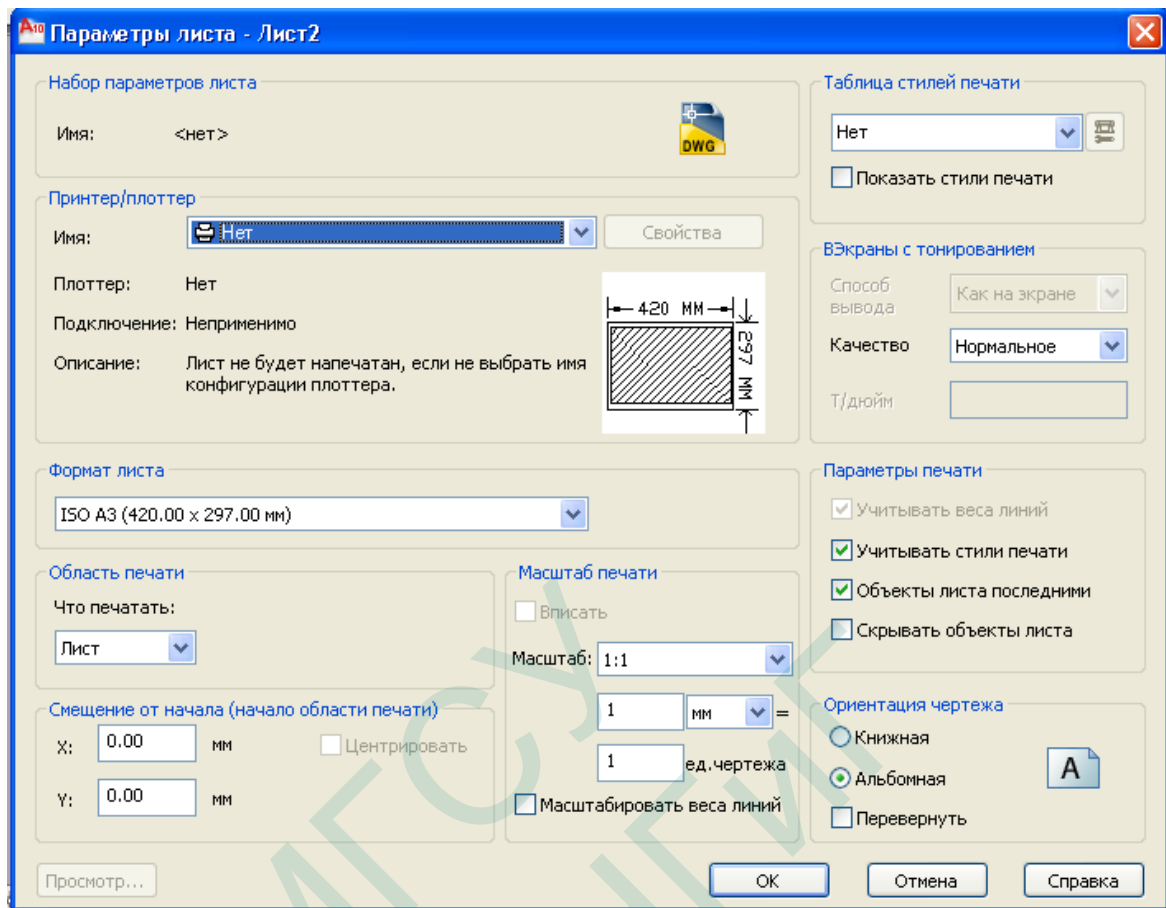 A10 Параметры листа - Лист2
Набор параметров листа
Имя: <нет>
DWG
Таблица стилей печати
Нет
Показать стили печати
Принтер/плоттер
Имя: Нет Свойства
Плоттер: Нет
Подключение: Неприменимо
Описание: Лист не будет напечатан, если не выбрать имя
конфигурации плоттера.
420 MM
297 MM
ВЭкраны с тонированием
Способ
вывода
Как на экране
Качество Нормальное
Т/дюйм
Формат листа
ISO A3 (420.00 x 297.00 мм)
Параметры печати
Учитывать веса линий
Учитывать стили печати
Объекты листа последними
Скрывать объекты листа
Область печати
Что печатать:
Лист
Масштаб печати
Вписать
Масштаб: 1:1
1 мм =
1 ед.чертежа
Масштабировать веса линий
Смещение от начала (начало области печати)
X: 0.00 мм Центрировать
Y: 0.00 мм
Ориентация чертежа
Книжная
Альбомная
Перевернуть
A
Просмотр... ОК Отмена Справка
МГСУ